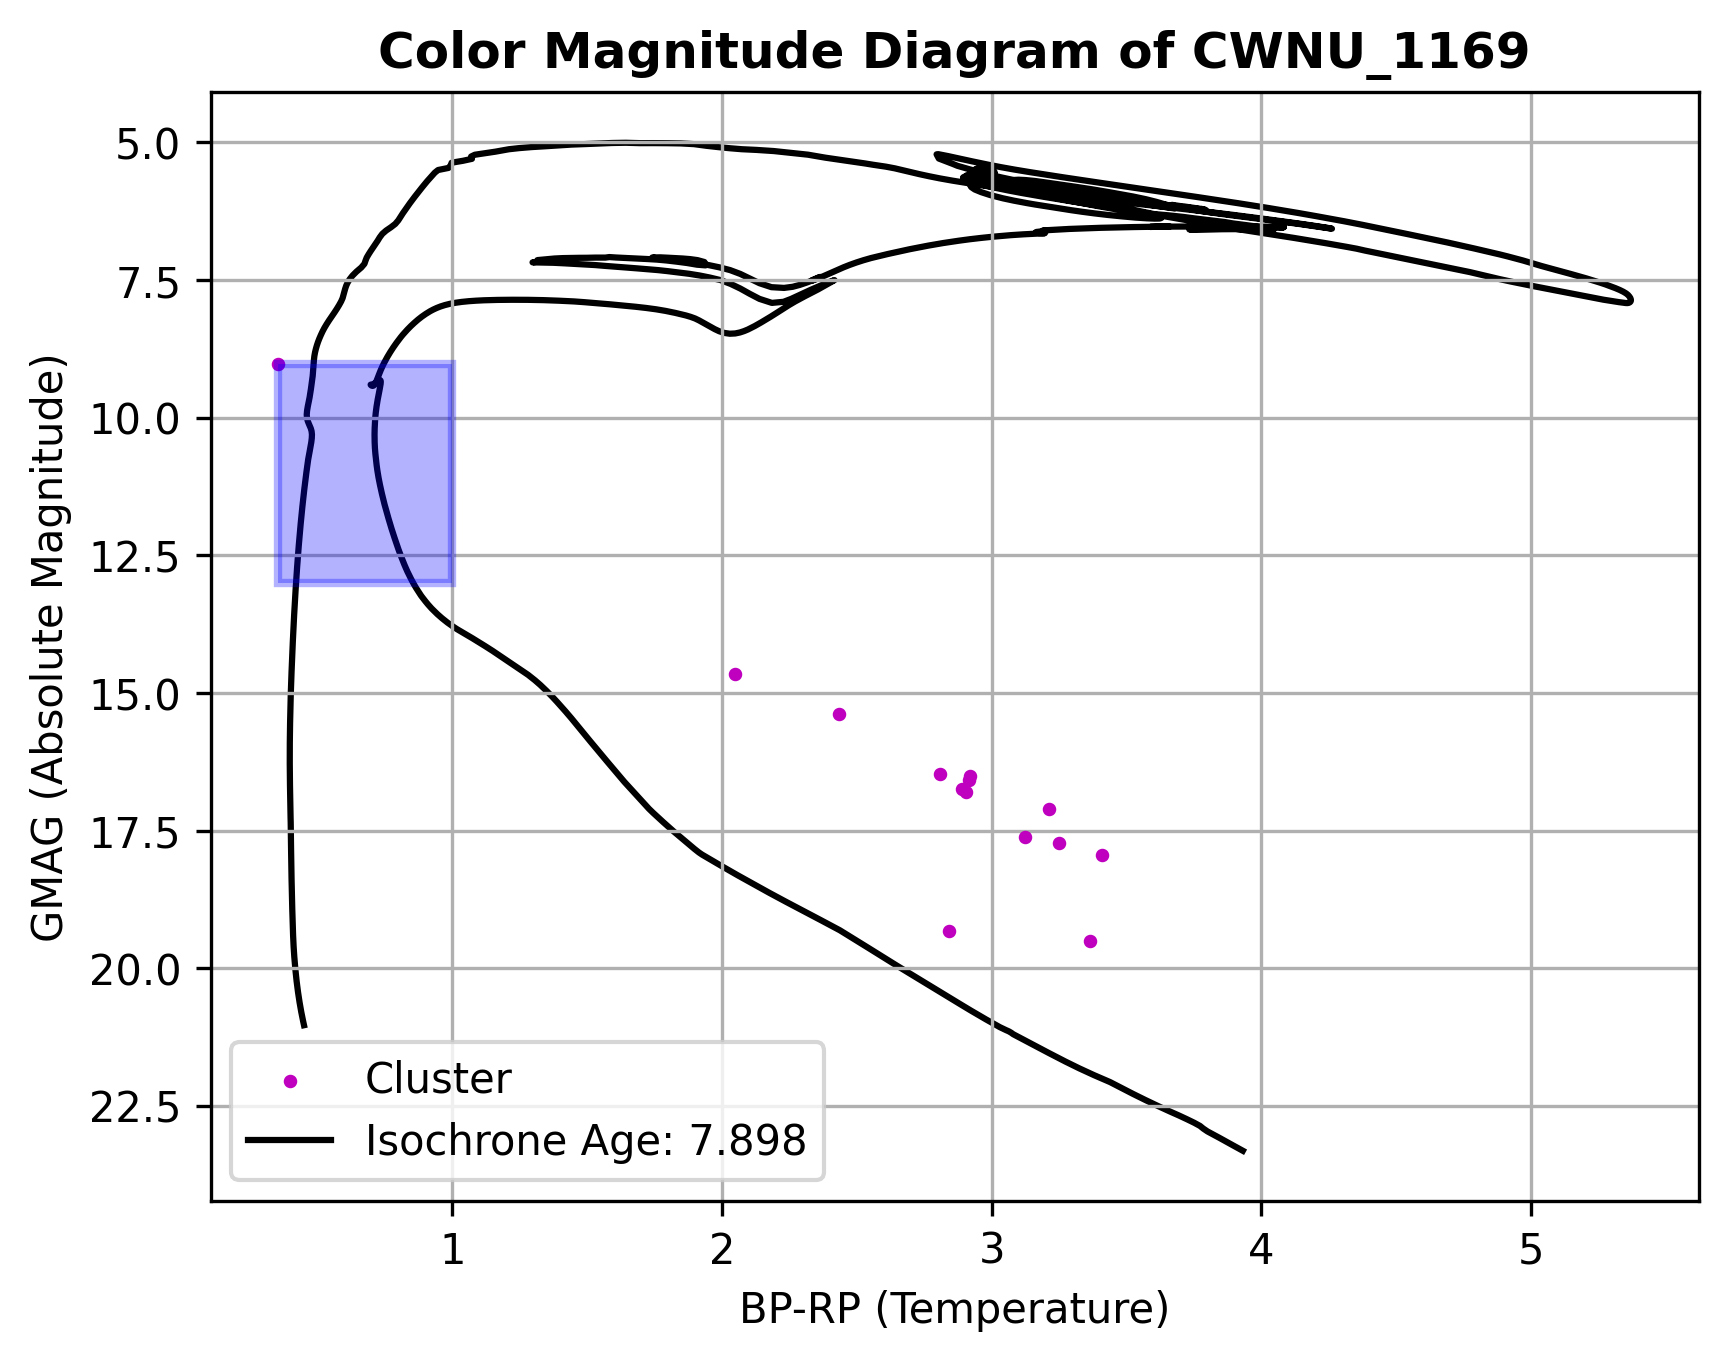 Color Magnitude Diagram of CWNU_1169
GMAG (Absolute Magnitude)
5.0
7.5
10.0
12.5
15.0
17.5
20.0
22.5
Cluster
Isochrone Age: 7.898
1 2 3 4 5
BP-RP (Temperature)